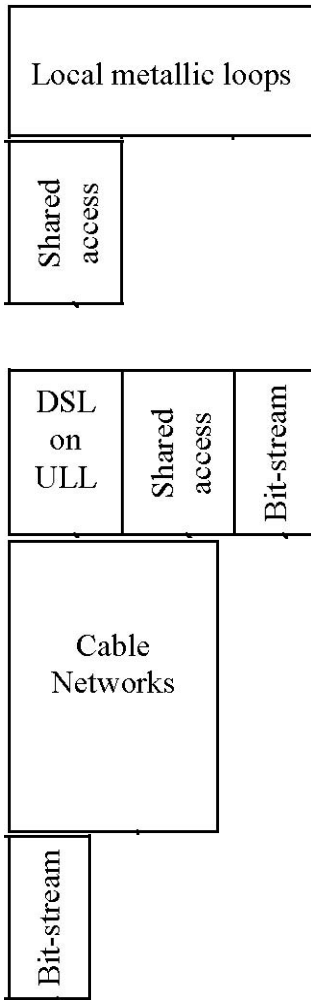 Local metallic loops
Shared
access
DSL
on
ULL
Shared
access
Bit-stream
Cable
Networks
Bit-stream